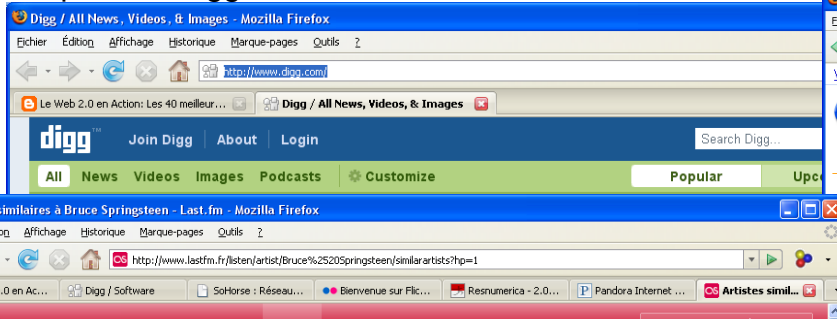 Digg / All News, Videos, & Images - Mozilla Firefox
Fichier Édition Affichage Historique Marque-pages Outils ?
http://www.digg.com/
Le Web 2.0 en Action: Les 40 meilleur... Digg / All News, Videos, & Images
digg™ Join Digg About Login Search Digg...
All News Videos Images Podcasts Customize Popular
similaires à Bruce Springsteen - Last.fm - Mozilla Firefox
Affichage Historique Marque-pages Outils ?
http://www.lastfm.fr/listen/artist/Bruce%2520Springsteen/similarartists?hp=1
.0 en Ac... Digg / Software SoHorse : Réseau... Bienvenue sur Flic... Resnumerica - 2.0... Pandora Internet ... Artistes simil...